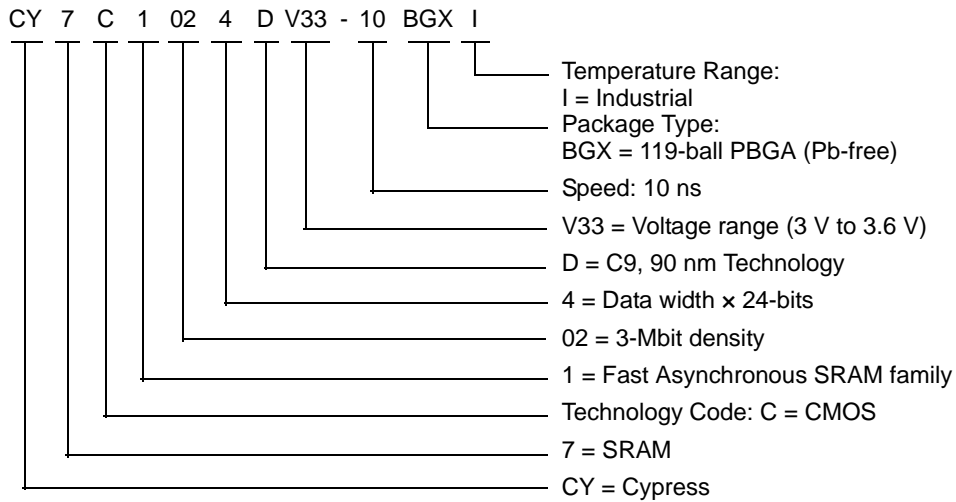 CY 7 C 1 02 4 D V33 - 10 BGX I
Temperature Range:
I = Industrial
Package Type:
BGX = 119-ball PBGA (Pb-free)
Speed: 10 ns
V33 = Voltage range (3 V to 3.6 V)
D = C9, 90 nm Technology
4 = Data width × 24-bits
02 = 3-Mbit density
1 = Fast Asynchronous SRAM family
Technology Code: C = CMOS
7 = SRAM
CY = Cypress